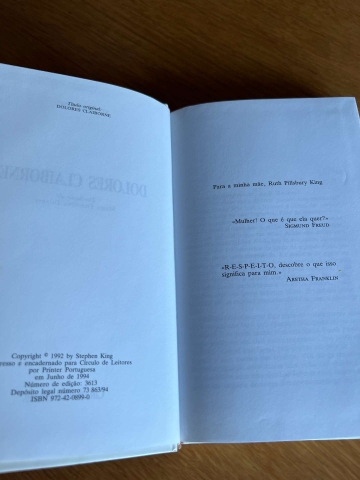 Título original:
DOLORES CLAIBORNE
DOLORES CLAIBORNE
Copyright © 1992 by Stephen King
e encadernado para Círculo de Leitores
por Printer Portuguesa
em Junho de 1994
Número de edição: 3613
Depósito legal número 73 863/94
ISBN 972-42-0899-0
Para a minha mãe, Ruth Pillsbury King
«Mulher! O que é que ela quer?»
SIGMUND FREUD
«R-E-S-P-E-I-T-O, descobre o que isso
significa para mim.»
ARETHA FRANKLIN